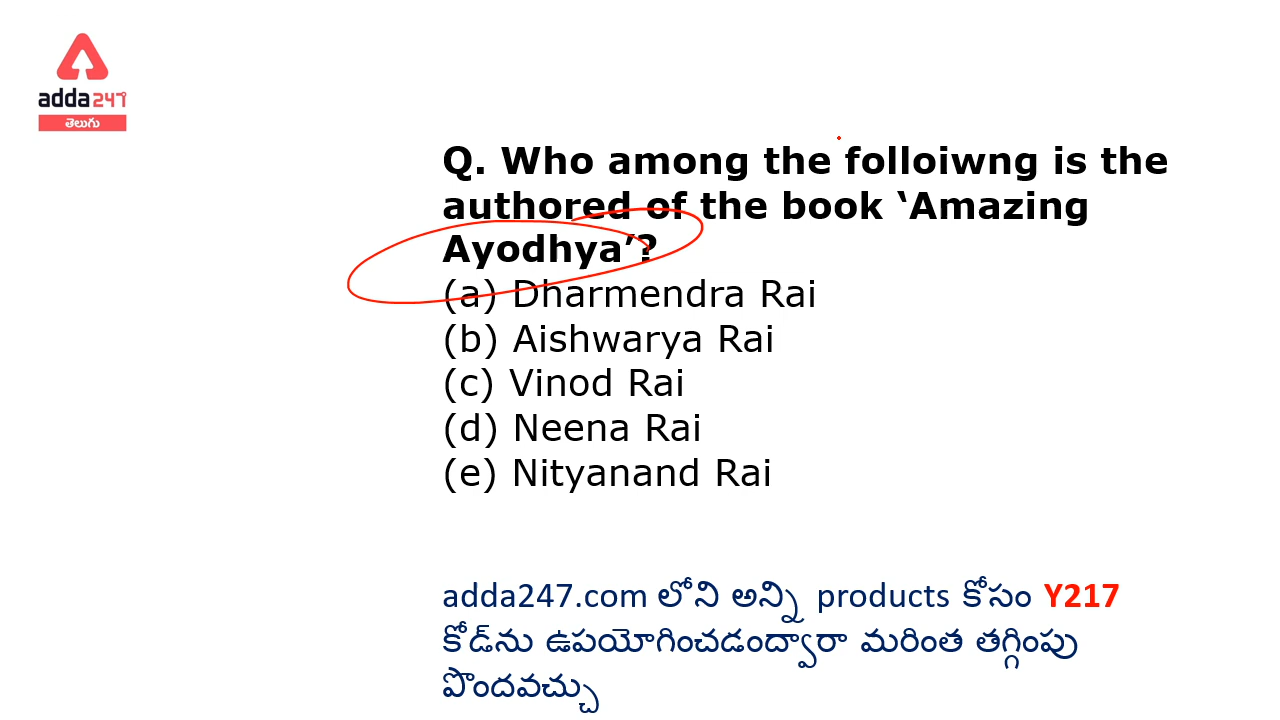 adda247
తెలుగు
Q. Who among the folloiwng is the
authored of the book ‘Amazing
Ayodhya’?
(a) Dharmendra Rai
(b) Aishwarya Rai
(c) Vinod Rai
(d) Neena Rai
(e) Nityanand Rai
adda247.com లోని అన్ని products కోసం Y217
కోడ్‌ను ఉపయోగించడంద్వారా మరింత తగ్గింపు
పొందవచ్చు